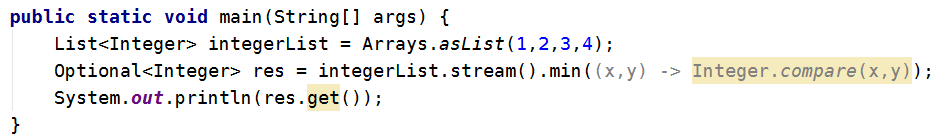 public static void main(String[] args) {
    List<Integer> integerList = Arrays.asList(1,2,3,4);
    Optional<Integer> res = integerList.stream().min((x,y) -> Integer.compare(x,y));
    System.out.println(res.get());
}